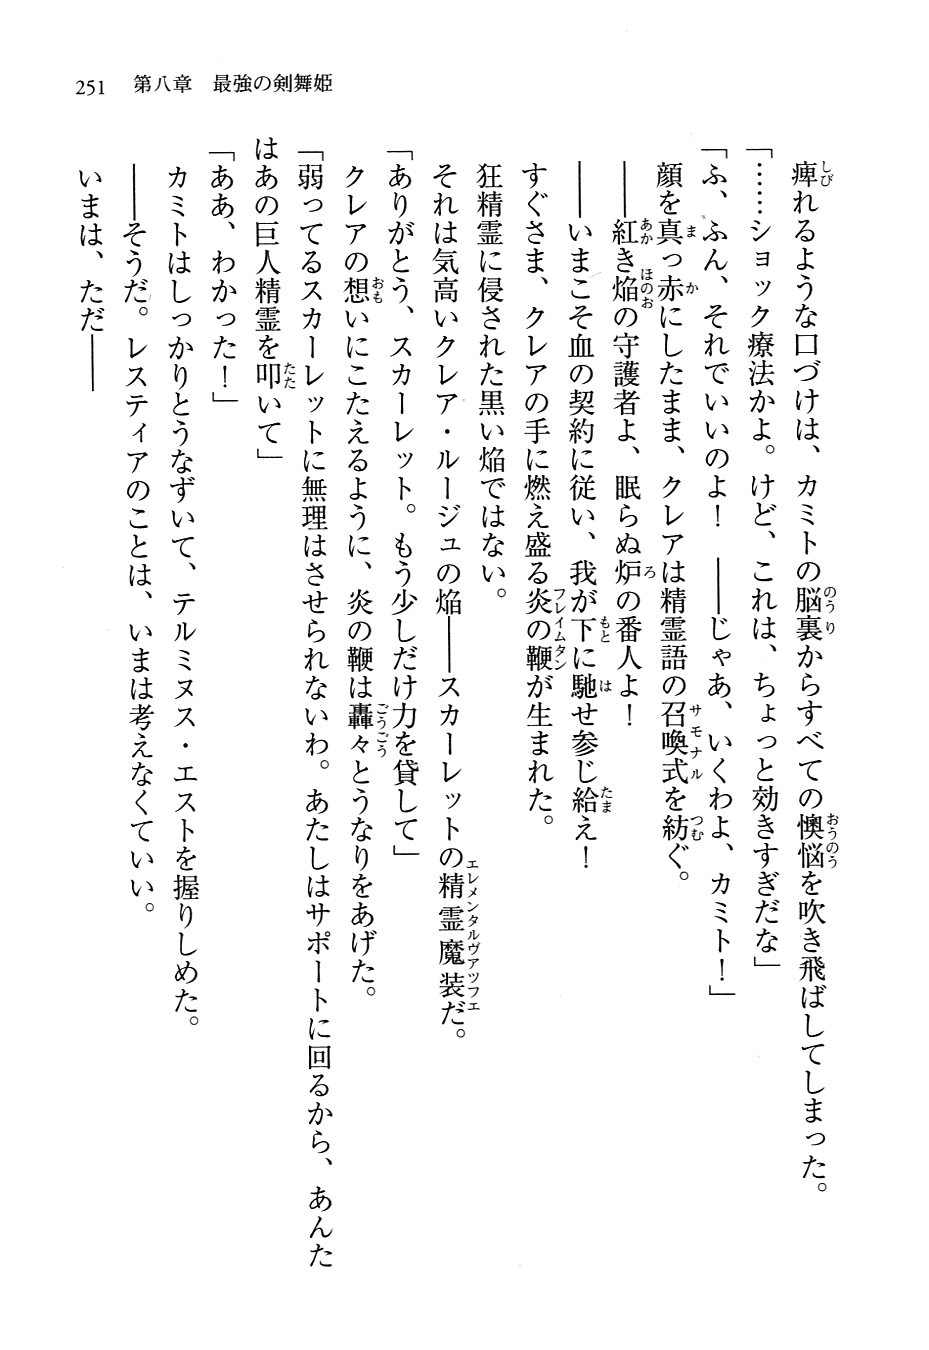 251　第八章　最強の剣舞姫
痺れるような口づけは、カミトの脳裏からすべての懊悩を吹き飛ばしてしまった。
「……ショック療法かよ。けど、これは、ちょっと効きすぎだな」
「ふ、ふん、それでいいのよ！　――じゃあ、いくわよ、カミト！」
顔を真っ赤にしたまま、クレアは精霊語の召喚式を紡ぐ。
――紅き焔の守護者よ、眠らぬ炉の番人よ！
――いまこそ血の契約に従い、我が下に馳せ参じ給え！
すぐさま、クレアの手に燃え盛る炎の鞭が生まれた。
狂精霊に侵された黒い焔ではない。
それは気高いクレア・ルージュの焔――スカーレットの精霊魔装だ。
「ありがとう、スカーレット。もう少しだけ力を貸して」
クレアの想いにこたえるように、炎の鞭は轟々とうなりをあげた。
「弱ってるスカーレットに無理はさせられないわ。あたしはサポートに回るから、あんた
はあの巨人精霊を叩いて」
「ああ、わかった！」
カミトはしっかりとうなずいて、テルミヌス・エストを握りしめた。
――そうだ。レスティアのことは、いまは考えなくていい。
いまは、ただ――